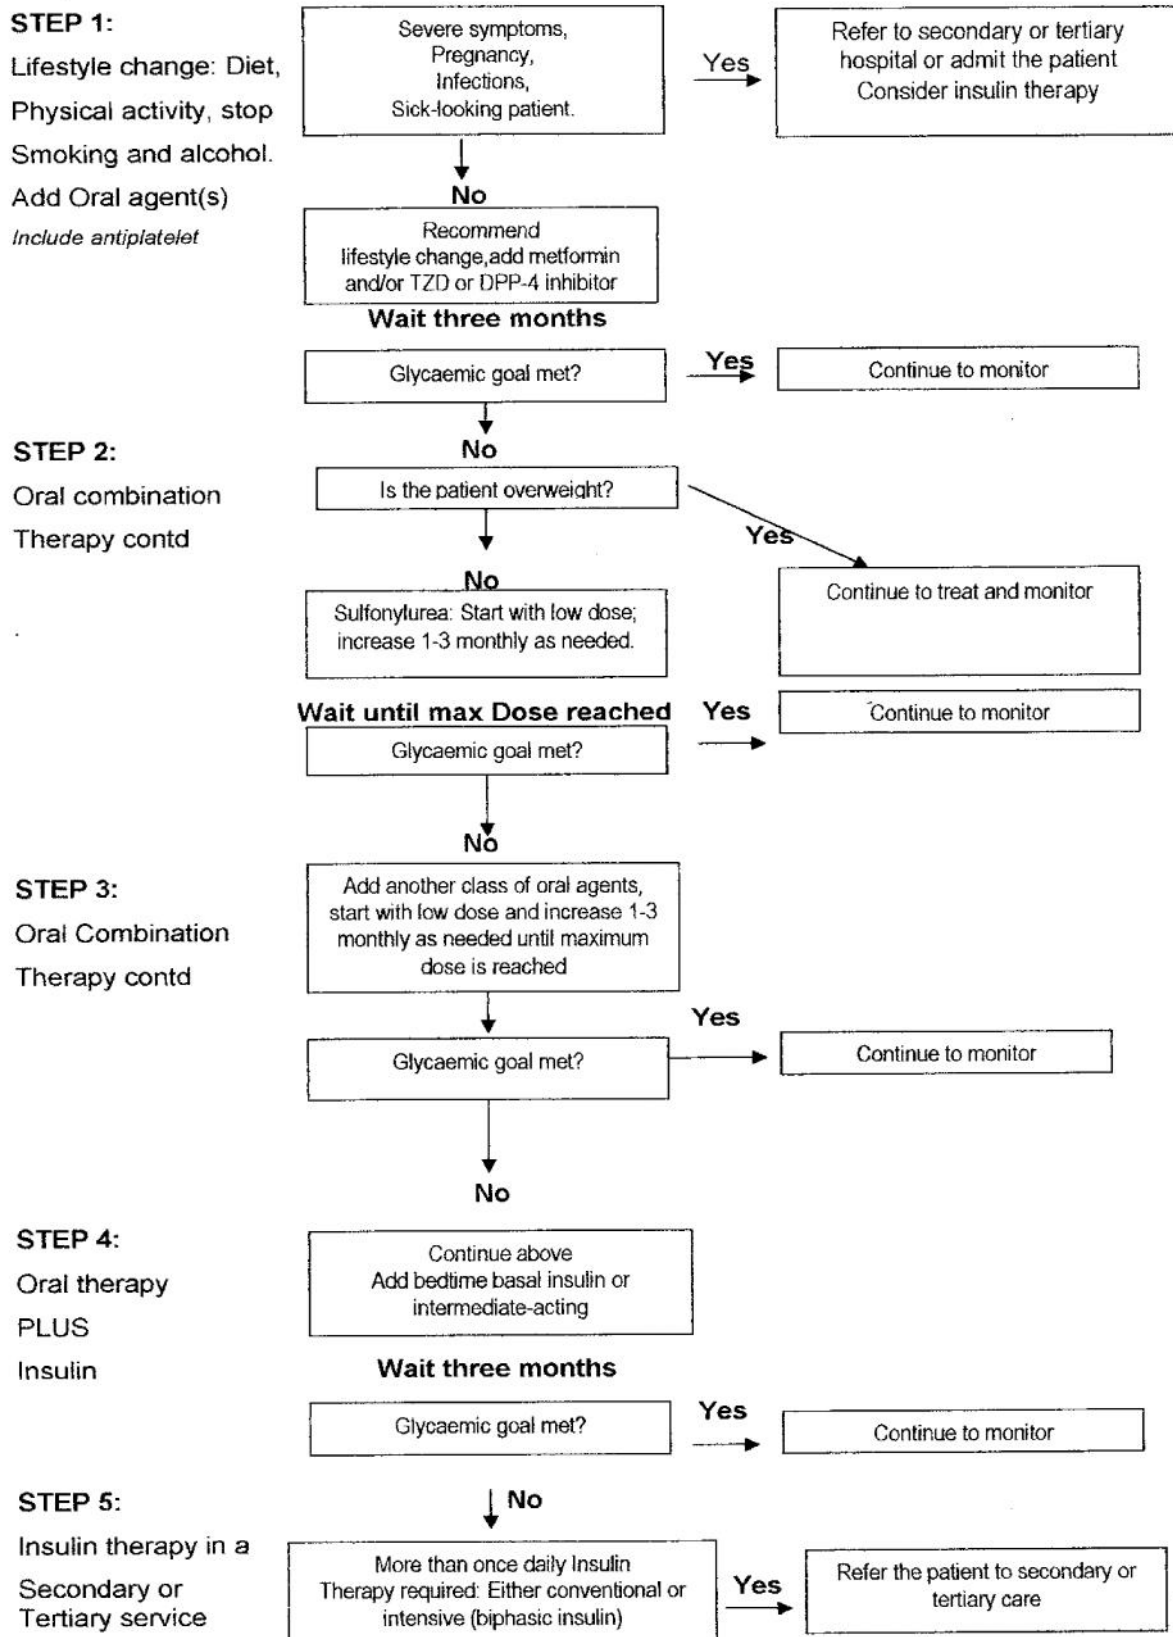 STEP 1:
Lifestyle change: Diet,
Physical activity, stop
Smoking and alcohol.
Add Oral agent(s)
Include antiplatelet
Severe symptoms,
Pregnancy,
Infections,
Sick-looking patient.
Yes
Refer to secondary or tertiary
hospital or admit the patient
Consider insulin therapy
No
Recommend
lifestyle change,add metformin
and/or TZD or DPP-4 inhibitor
Wait three months
Glycaemic goal met?
Yes
Continue to monitor
No
STEP 2:
Oral combination
Therapy contd
Is the patient overweight?
Yes
Continue to treat and monitor
No
Sulfonylurea: Start with low dose;
increase 1-3 monthly as needed.
Wait until max Dose reached
Glycaemic goal met?
Yes
Continue to monitor
No
STEP 3:
Oral Combination
Therapy contd
Add another class of oral agents,
start with low dose and increase 1-3
monthly as needed until maximum
dose is reached
Glycaemic goal met?
Yes
Continue to monitor
No
STEP 4:
Oral therapy
PLUS
Insulin
Continue above
Add bedtime basal insulin or
intermediate-acting
Wait three months
Glycaemic goal met?
Yes
Continue to monitor
No
STEP 5:
Insulin therapy in a
Secondary or
Tertiary service
More than once daily Insulin
Therapy required: Either conventional or
intensive (biphasic insulin)
Yes
Refer the patient to secondary or
tertiary care